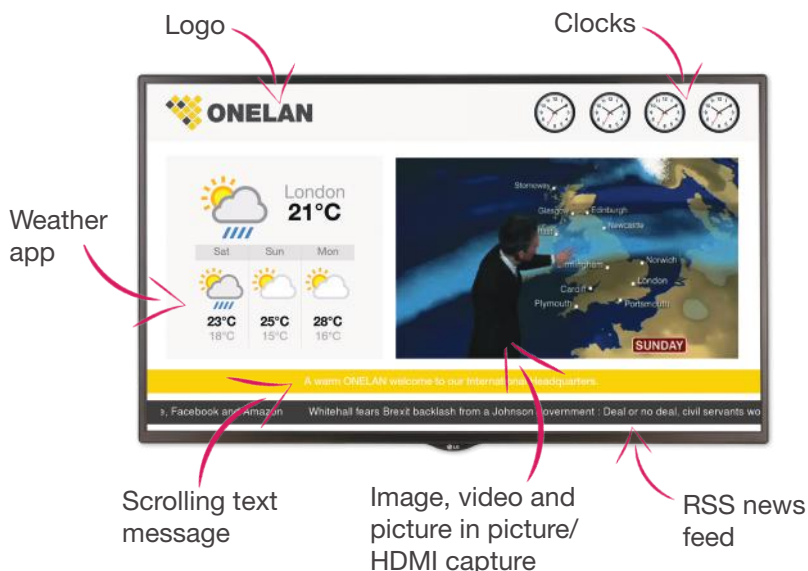 Logo
Clocks
ONELAN
London
21°C
Sat Sun Mon
23°C 25°C 28°C
18°C 15°C 16°C
Weather
app
Stornoway
Glasgow Edinburgh
Newcastle
Norwich
London
Cardiff
Plymouth Portsmouth
SUNDAY
A warm ONELAN welcome to our International Headquarters.
Facebook and Amazon Whitehall fears Brexit backlash from a Johnson government : Deal or no deal, civil servants
LG
Scrolling text
message
Image, video and
picture in picture/
HDMI capture
RSS news
feed